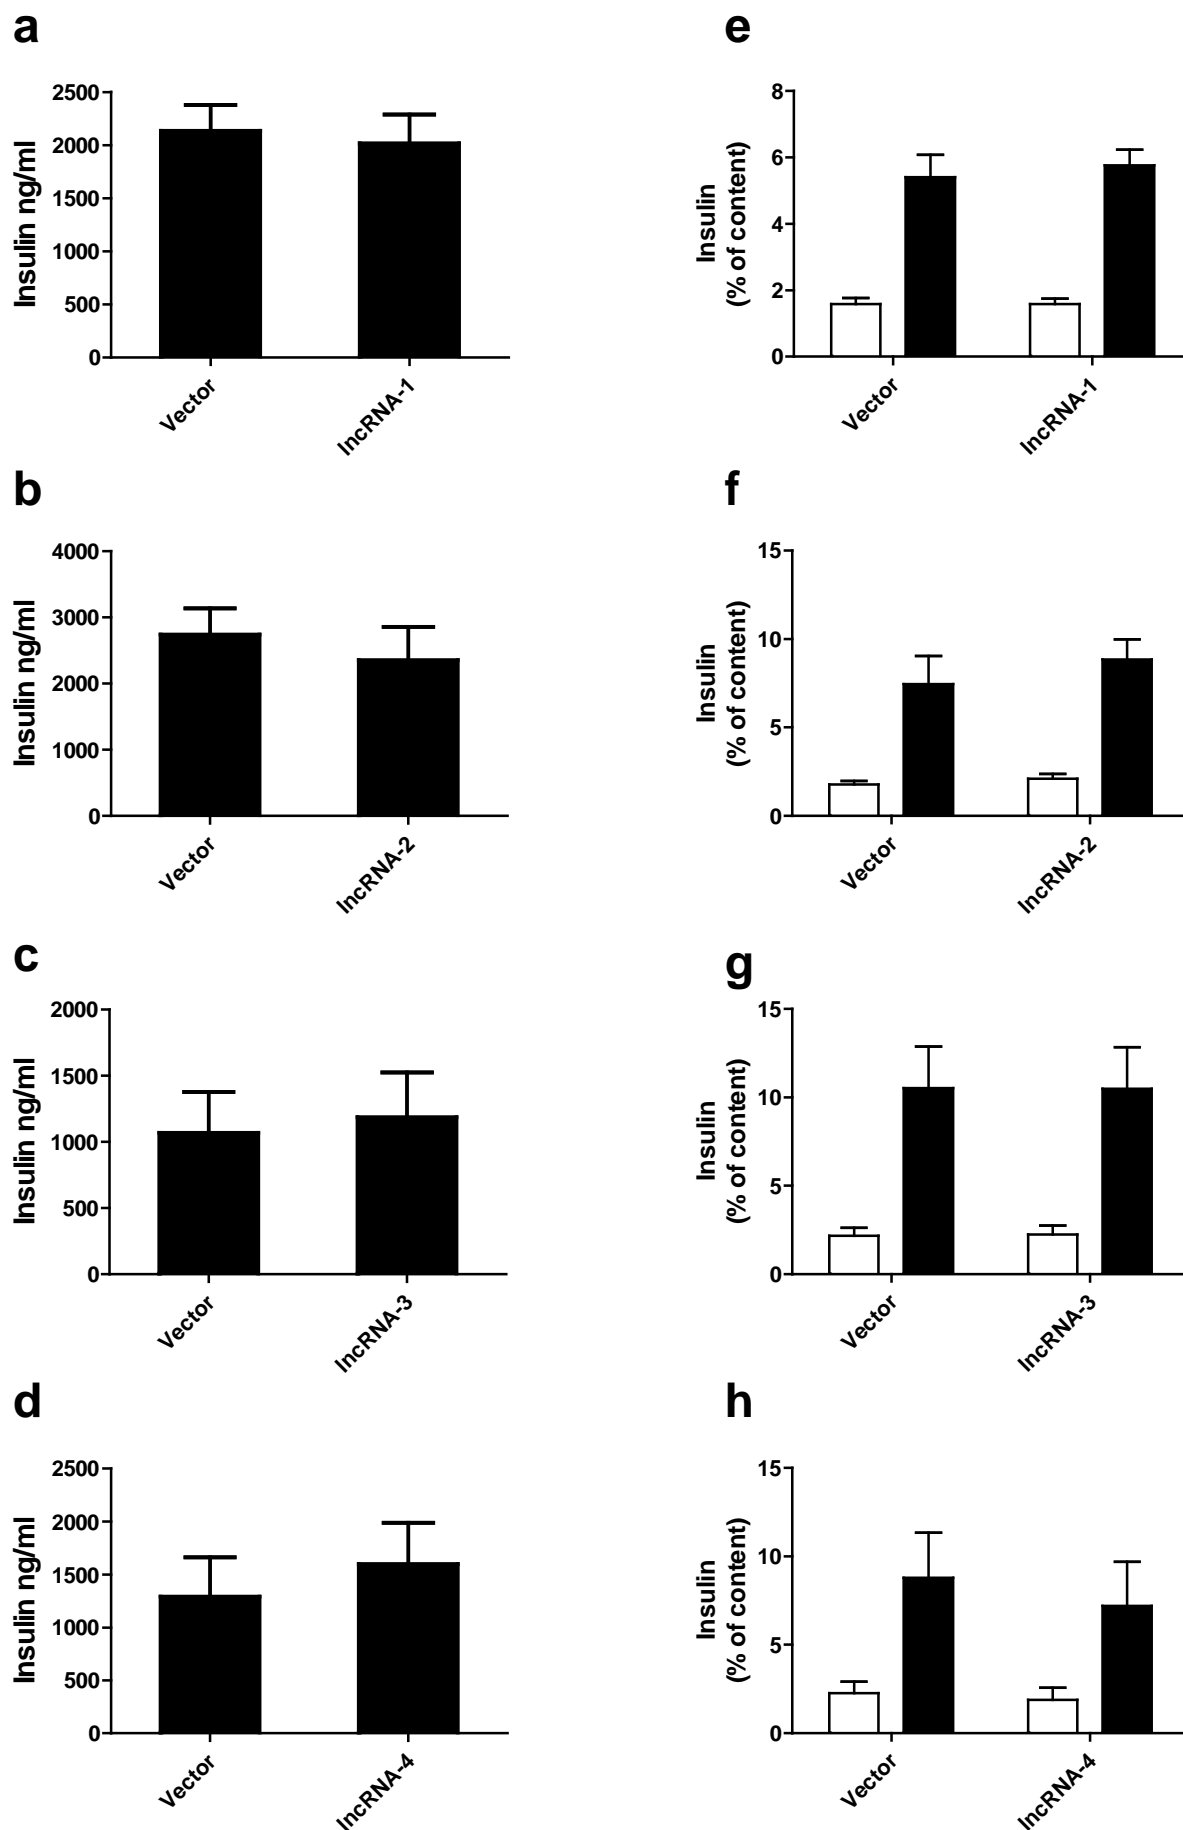 a
Insulin ng/ml
2500
2000
1500
1000
500
0
Vector
lncRNA-1
e
Insulin
(% of content)
8
6
4
2
0
Vector
lncRNA-1
b
Insulin ng/ml
4000
3000
2000
1000
0
Vector
lncRNA-2
f
Insulin
(% of content)
15
10
5
0
Vector
lncRNA-2
c
Insulin ng/ml
2000
1500
1000
500
0
Vector
lncRNA-3
g
Insulin
(% of content)
15
10
5
0
Vector
lncRNA-3
d
Insulin ng/ml
2500
2000
1500
1000
500
0
Vector
lncRNA-4
h
Insulin
(% of content)
15
10
5
0
Vector
lncRNA-4